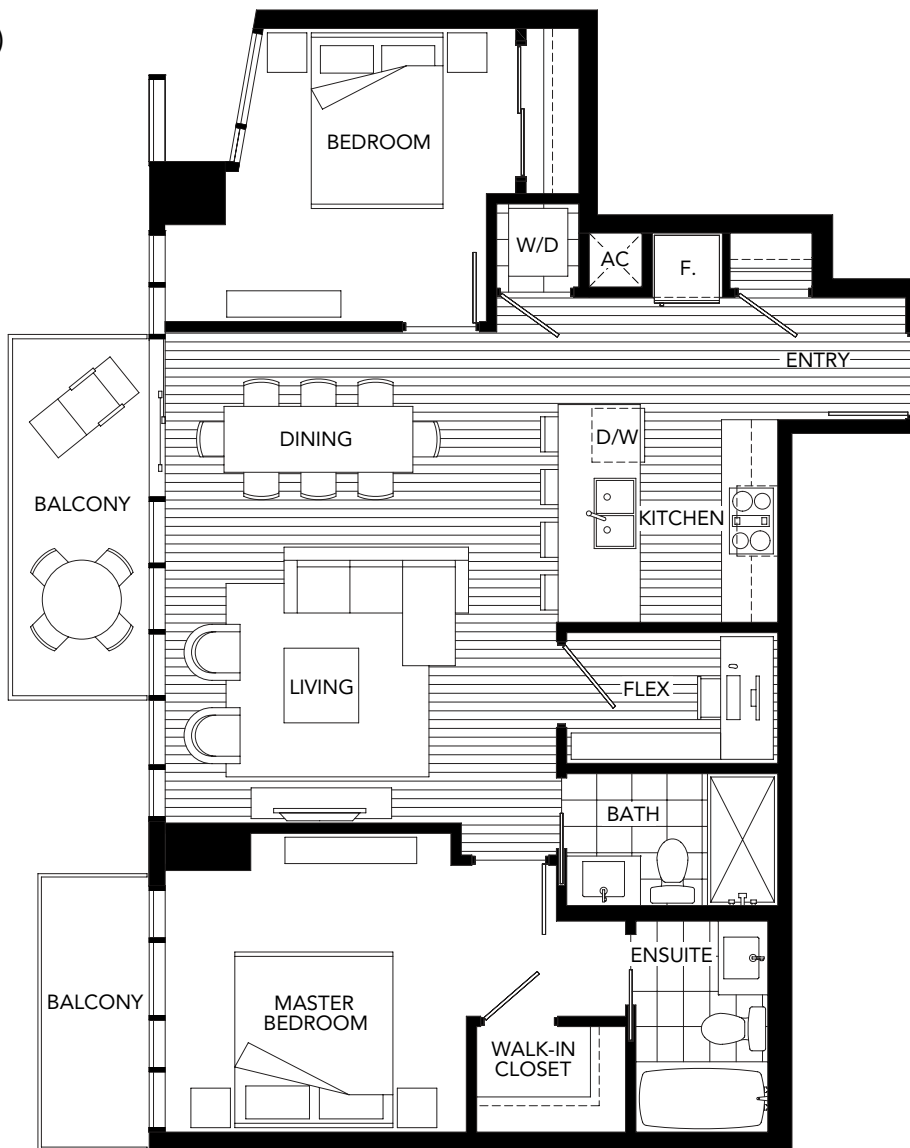 )
BEDROOM
W/D
AC
F.
ENTRY
DINING
D/W
BALCONY
KITCHEN
LIVING
FLEX
BATH
ENSUITE
BALCONY
MASTER
BEDROOM
WALK-IN
CLOSET